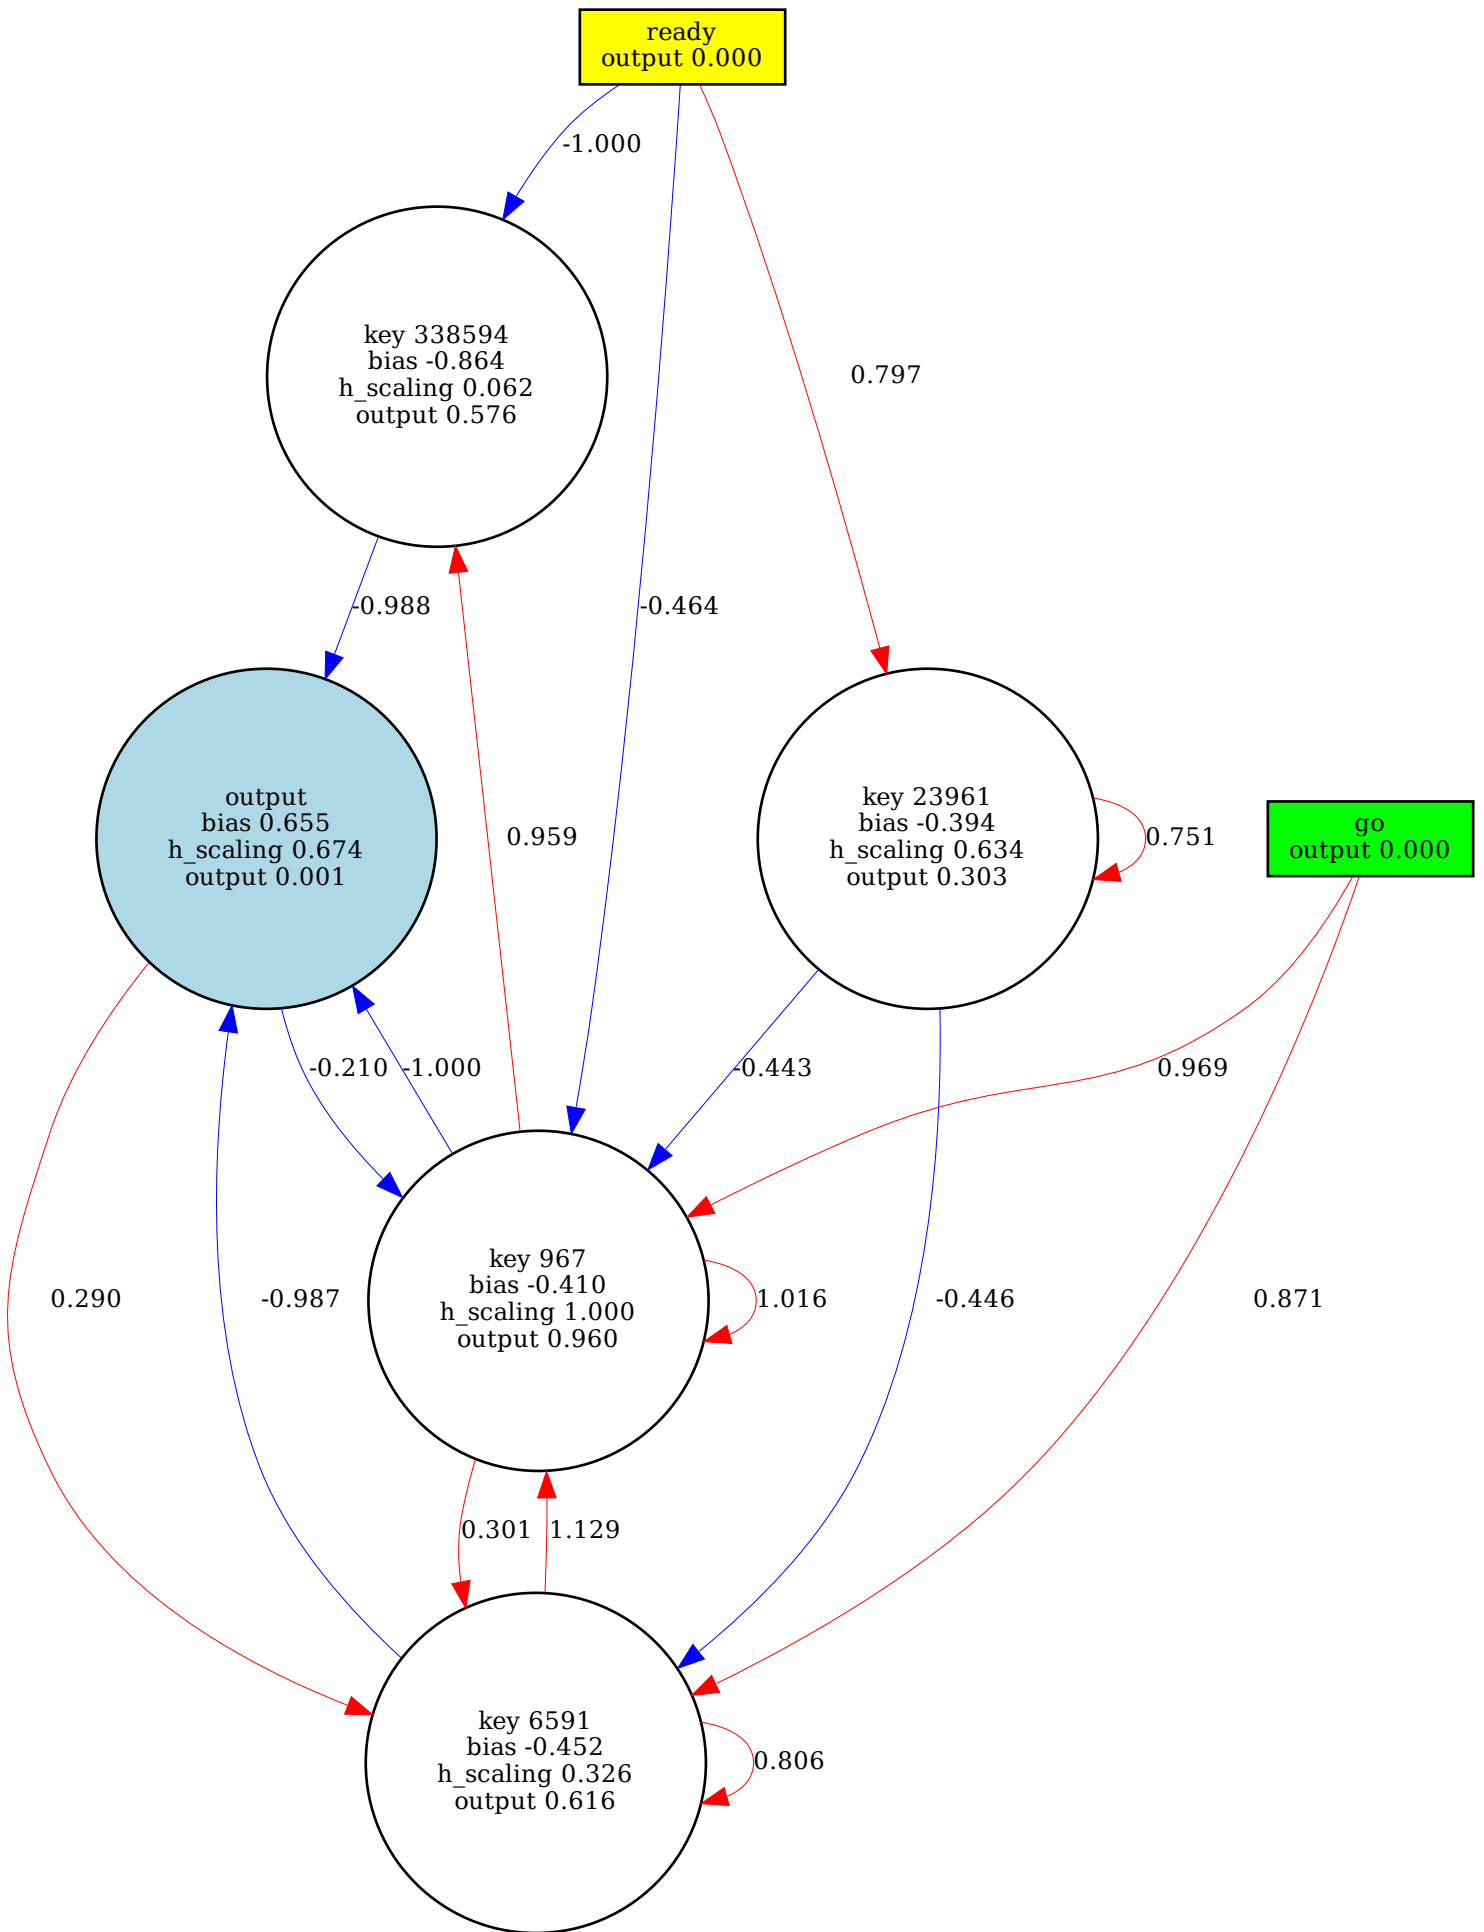 ready
output 0.000
-1.000
key 338594
bias -0.864
h_scaling 0.062
output 0.576
0.797
-0.988
-0.464
output
bias 0.655
h_scaling 0.674
output 0.001
0.959
key 23961
bias -0.394
h_scaling 0.634
output 0.303
0.751
go
output 0.000
-0.210
-1.000
-0.443
0.969
0.290
-0.987
key 967
bias -0.410
h_scaling 1.000
output 0.960
1.016
-0.446
0.871
0.301
1.129
key 6591
bias -0.452
h_scaling 0.326
output 0.616
0.806